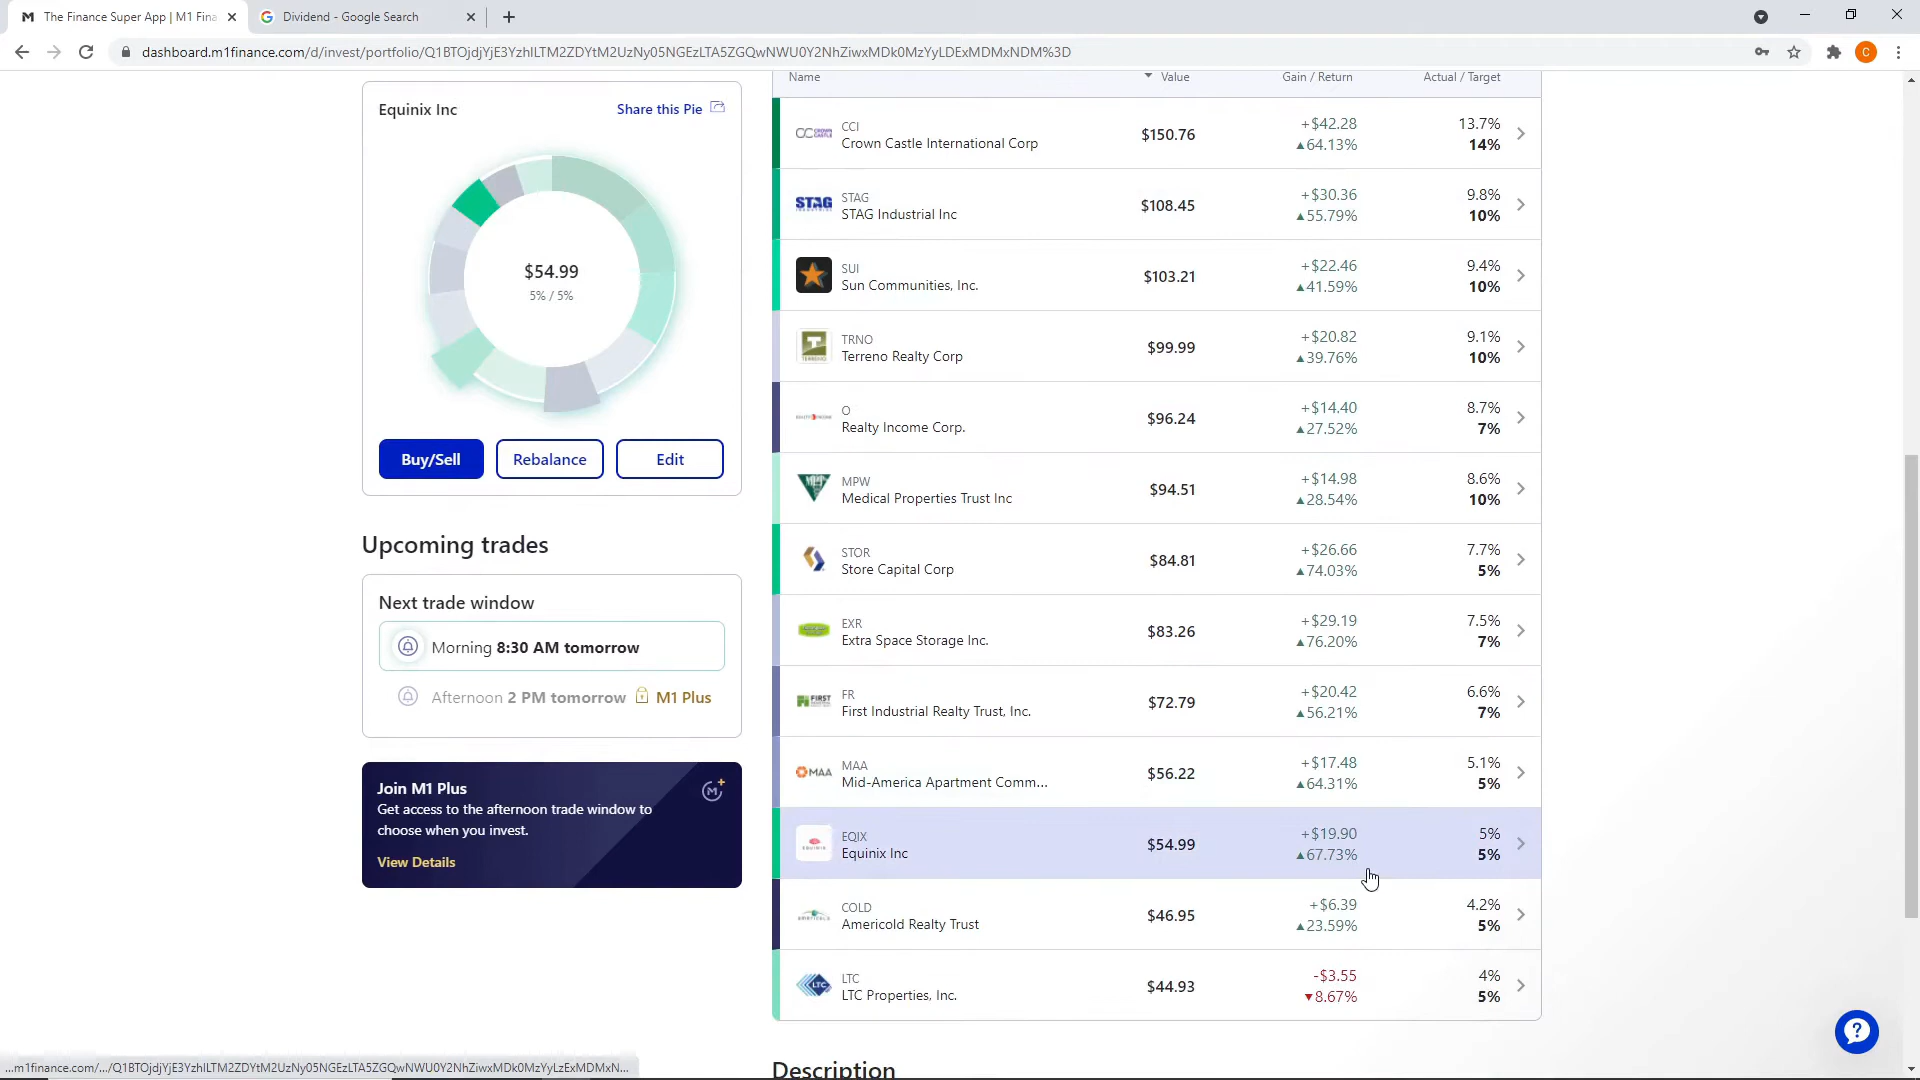 The Finance Super App | M1 Fina
Dividend - Google Search
dashboard.m1finance.com/d/invest/portfolio/Q1BTOjdjYjE3YzhlLTM2ZDYtM2UzNy05NGEzLTA5ZGQwNWU0Y2NhZiwxMDk0MzYyLDExMDMxNDM%3D
C
Equinix Inc
Share this Pie
$54.99
5% / 5%
Buy/Sell
Rebalance
Edit
Upcoming trades
Next trade window
Morning 8:30 AM tomorrow
Afternoon 2 PM tomorrow M1 Plus
Join M1 Plus
Get access to the afternoon trade window to
choose when you invest.
View Details
Name Value Gain / Return Actual / Target
CCI
Crown Castle International Corp
$150.76
+$42.28
▲64.13%
13.7%
14%
STAG
STAG
STAG Industrial Inc
$108.45
+$30.36
▲55.79%
9.8%
10%
SUI
Sun Communities, Inc.
$103.21
+$22.46
▲41.59%
9.4%
10%
TRNO
Terreno Realty Corp
$99.99
+$20.82
▲39.76%
9.1%
10%
O
Realty Income Corp.
$96.24
+$14.40
▲27.52%
8.7%
7%
MPW
Medical Properties Trust Inc
$94.51
+$14.98
▲28.54%
8.6%
10%
STOR
Store Capital Corp
$84.81
+$26.66
▲74.03%
7.7%
5%
EXR
Extra Space Storage Inc.
$83.26
+$29.19
▲76.20%
7.5%
7%
FIRST
FR
First Industrial Realty Trust, Inc.
$72.79
+$20.42
▲56.21%
6.6%
7%
MAA
MAA
Mid-America Apartment Comm...
$56.22
+$17.48
▲64.31%
5.1%
5%
EQIX
Equinix Inc
$54.99
+$19.90
▲67.73%
5%
5%
COLD
Americold Realty Trust
$46.95
+$6.39
▲23.59%
4.2%
5%
LTC
LTC
LTC Properties, Inc.
$44.93
-$3.55
▼8.67%
4%
5%
Description
...m1finance.com/.../Q1BTOjdjYjE3YzhlLTM2ZDYtM2UzNy05NGEzLTA5ZGQwNWU0Y2NhZiwxMDk0MzYyLzExMDMxN...